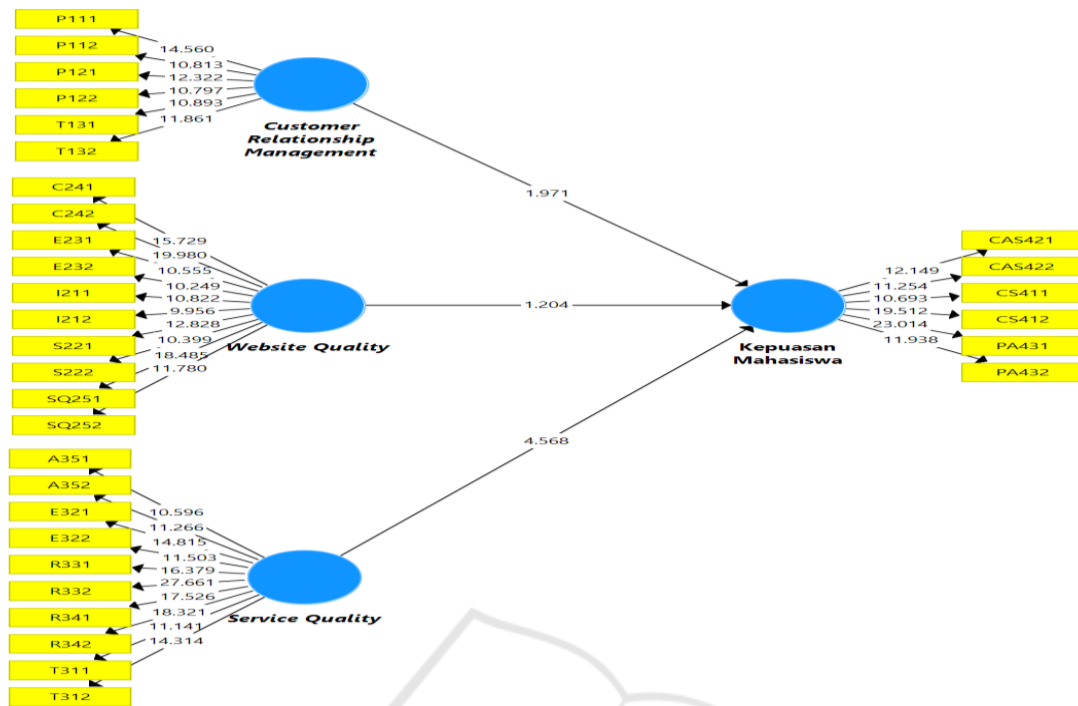 P111
P112
P121
P122
T131
T132
14.560
10.813
12.322
10.797
10.893
11.861
Customer
Relationship
Management
1.971
C241
C242
E231
E232
I211
I212
S221
S222
SQ251
SQ252
15.729
19.980
10.555
10.249
10.822
9.956
12.828
10.399
18.485
11.780
Website Quality
1.204
A351
A352
E321
E322
R331
R332
R341
R342
T311
T312
10.596
11.266
14.815
11.503
16.379
27.661
17.526
18.321
11.141
14.314
Service Quality
4.568
Kepuasan
Mahasiswa
12.149
11.254
10.693
19.512
23.014
11.938
CAS421
CAS422
CS411
CS412
PA431
PA432